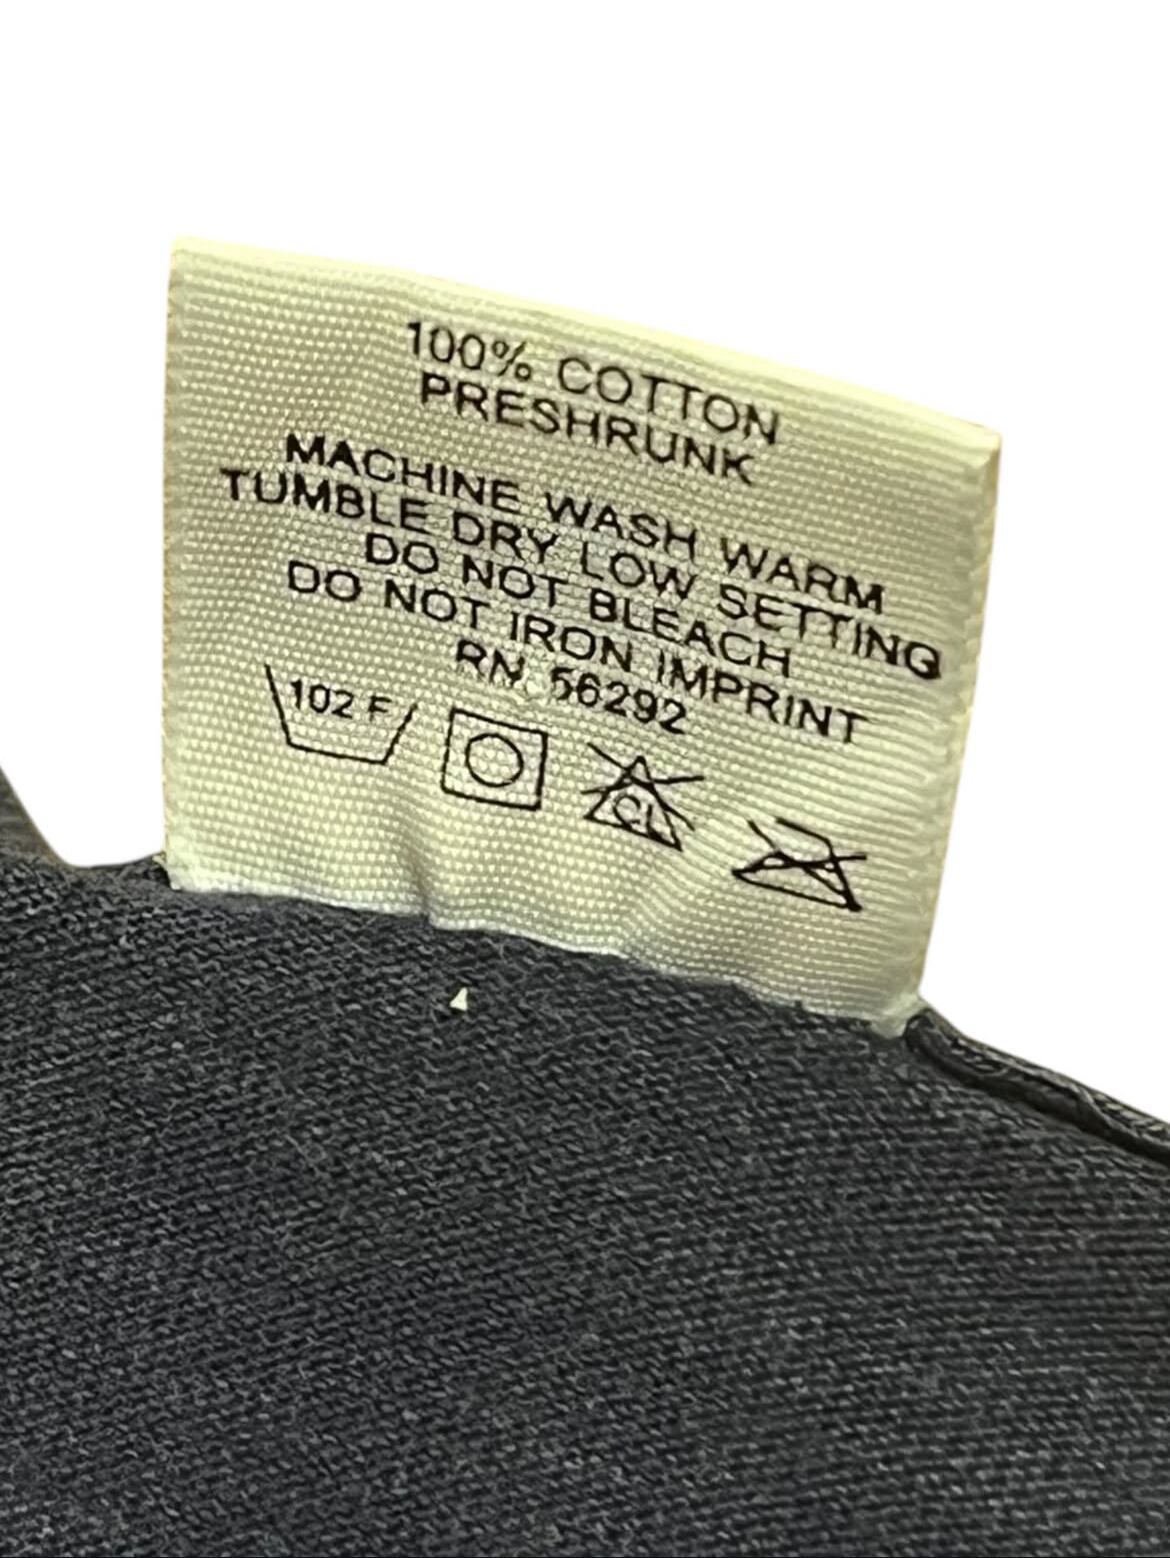 100% COTTON
PRESHRUNK
MACHINE WASH WARM
TUMBLE DRY LOW SETTING
DO NOT BLEACH
DO NOT IRON IMPRINT
RN 56292
102 F
CL